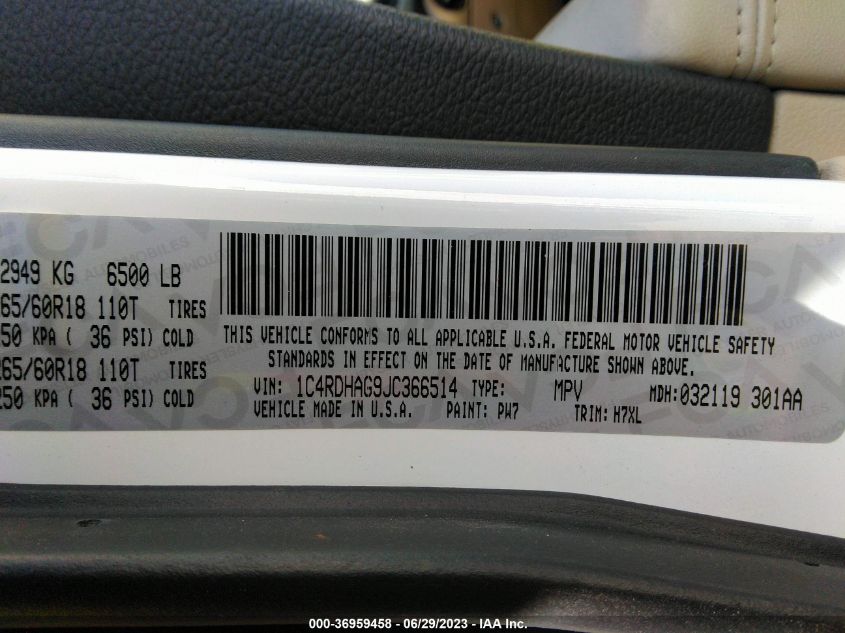 2949 KG 6500 LB
65/60R18 110T TIRES
50 KPA ( 36 PSI) COLD
265/60R18 110T TIRES
250 KPA ( 36 PSI) COLD
THIS VEHICLE CONFORMS TO ALL APPLICABLE U.S.A. FEDERAL MOTOR VEHICLE SAFETY
STANDARDS IN EFFECT ON THE DATE OF MANUFACTURE SHOWN ABOVE.
VIN: 1C4RDHAG9JC366514 TYPE: MPV MDH:032119 301AA
VEHICLE MADE IN U.S.A. PAINT: PW7 TRIM: H7XL
000-36959458 - 06/29/2023 - IAA Inc.